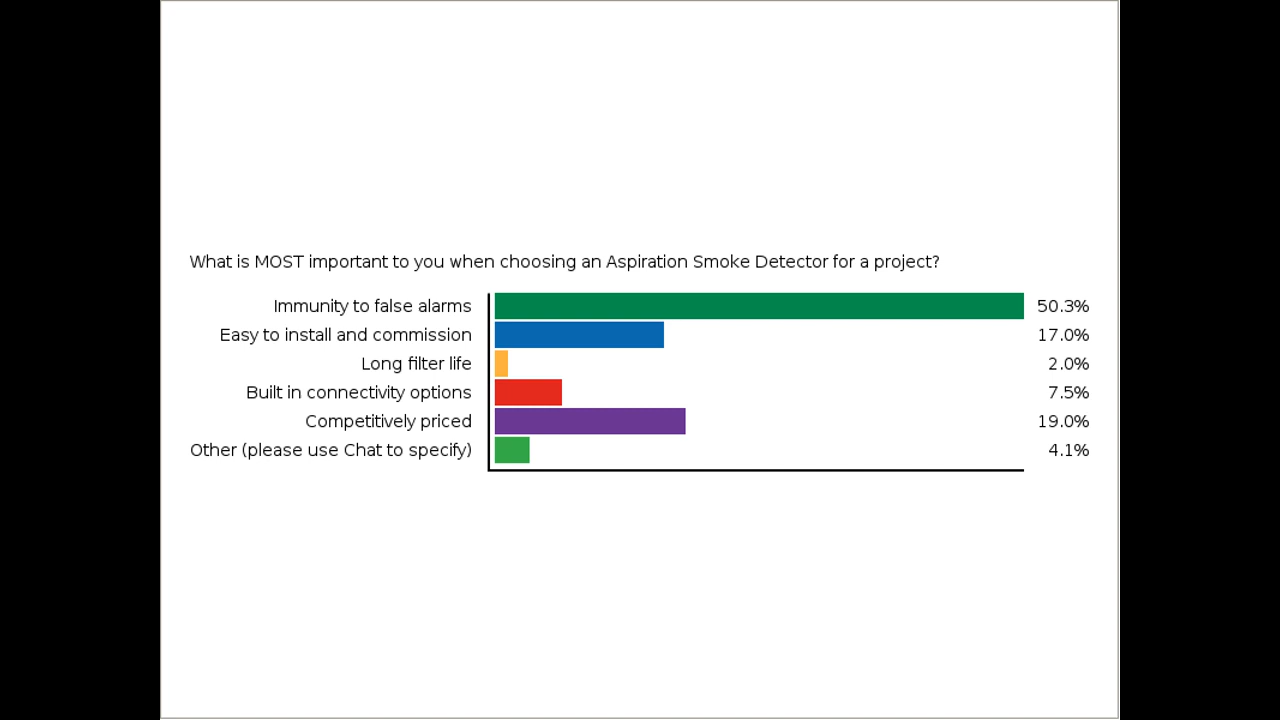 What is MOST important to you when choosing an Aspiration Smoke Detector for a project?
Immunity to false alarms 50.3%
Easy to install and commission 17.0%
Long filter life 2.0%
Built in connectivity options 7.5%
Competitively priced 19.0%
Other (please use Chat to specify) 4.1%